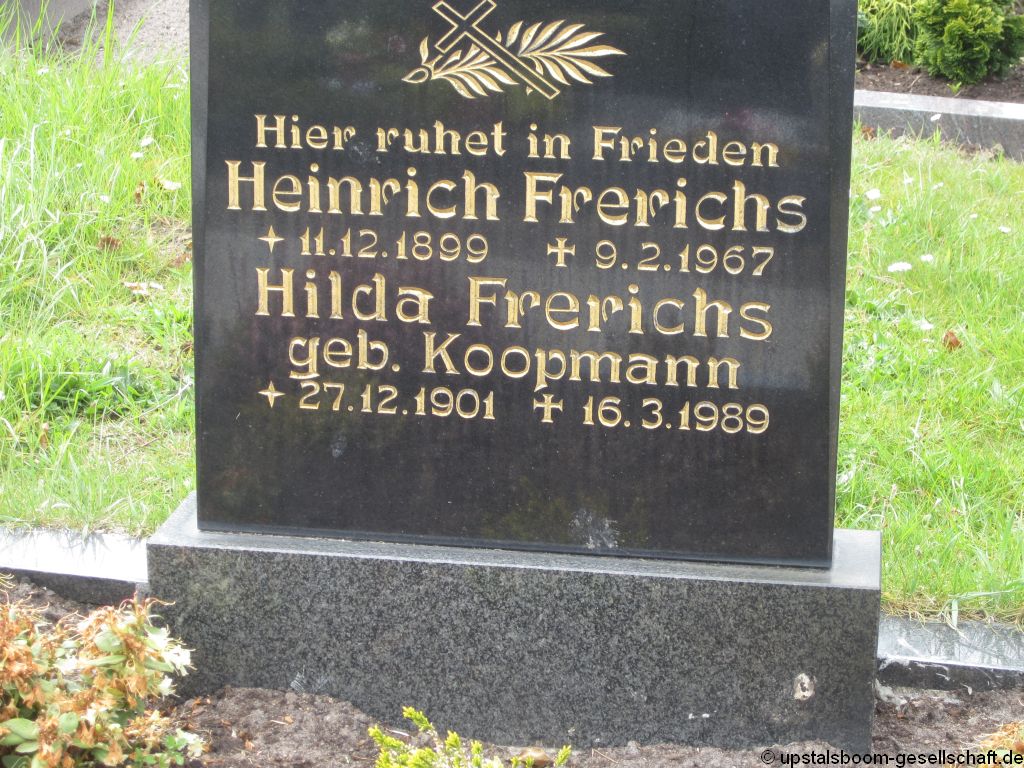 Hier ruhet in Frieden
Heinrich Frerichs
✦ 11.12.1899 ✝ 9.2.1967
Hilda Frerichs
geb. Koopmann
✦ 27.12.1901 ✝ 16.3.1989
© upstalsboom-gesellschaft.de